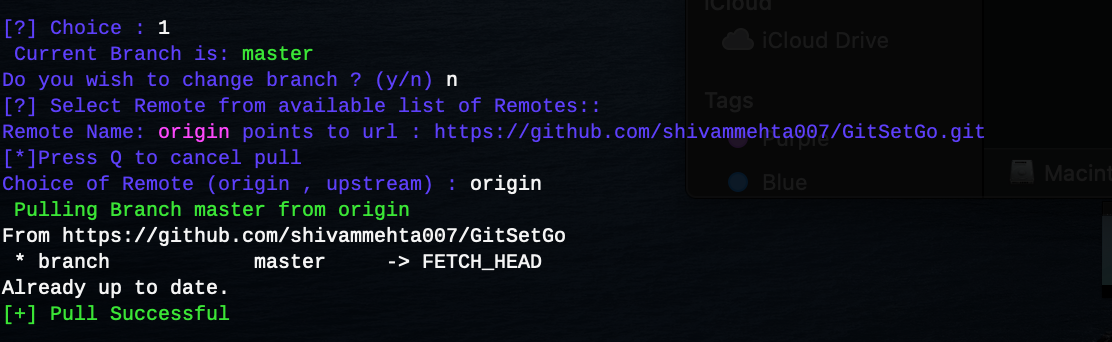 iCloud
[?] Choice : 1
iCloud Drive
 Current Branch is: master
Do you wish to change branch ? (y/n) n
[?] Select Remote from available list of Remotes::
Tags
Remote Name: origin points to url : https://github.com/shivammehta007/GitSetGo.git
Purple
[*]Press Q to cancel pull
Macint
Choice of Remote (origin , upstream) : origin
Blue
 Pulling Branch master from origin
From https://github.com/shivammehta007/GitSetGo
 * branch            master     -> FETCH_HEAD
Already up to date.
[+] Pull Successful